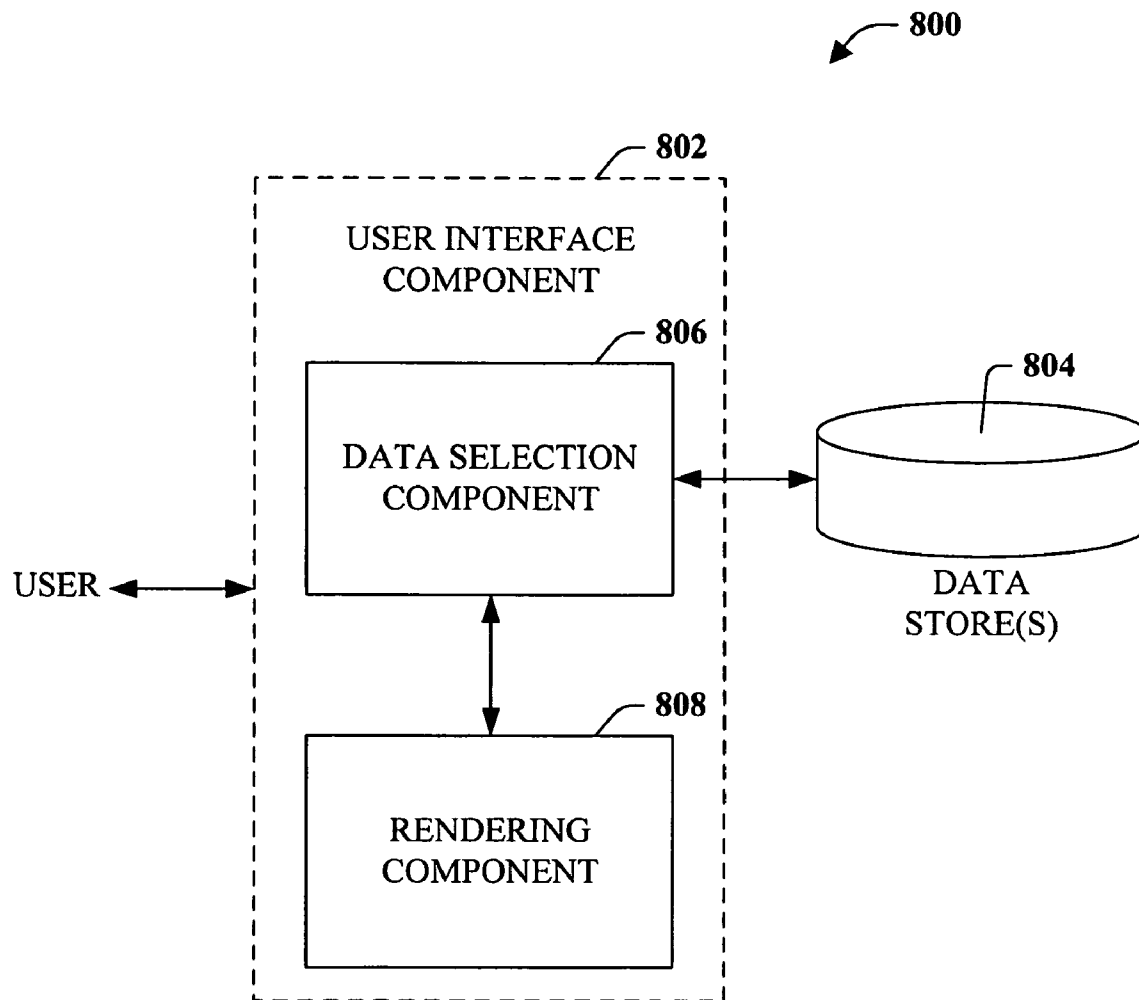 800
802
USER INTERFACE
COMPONENT
806
804
DATA SELECTION
COMPONENT
USER
DATA
STORE(S)
808
RENDERING
COMPONENT